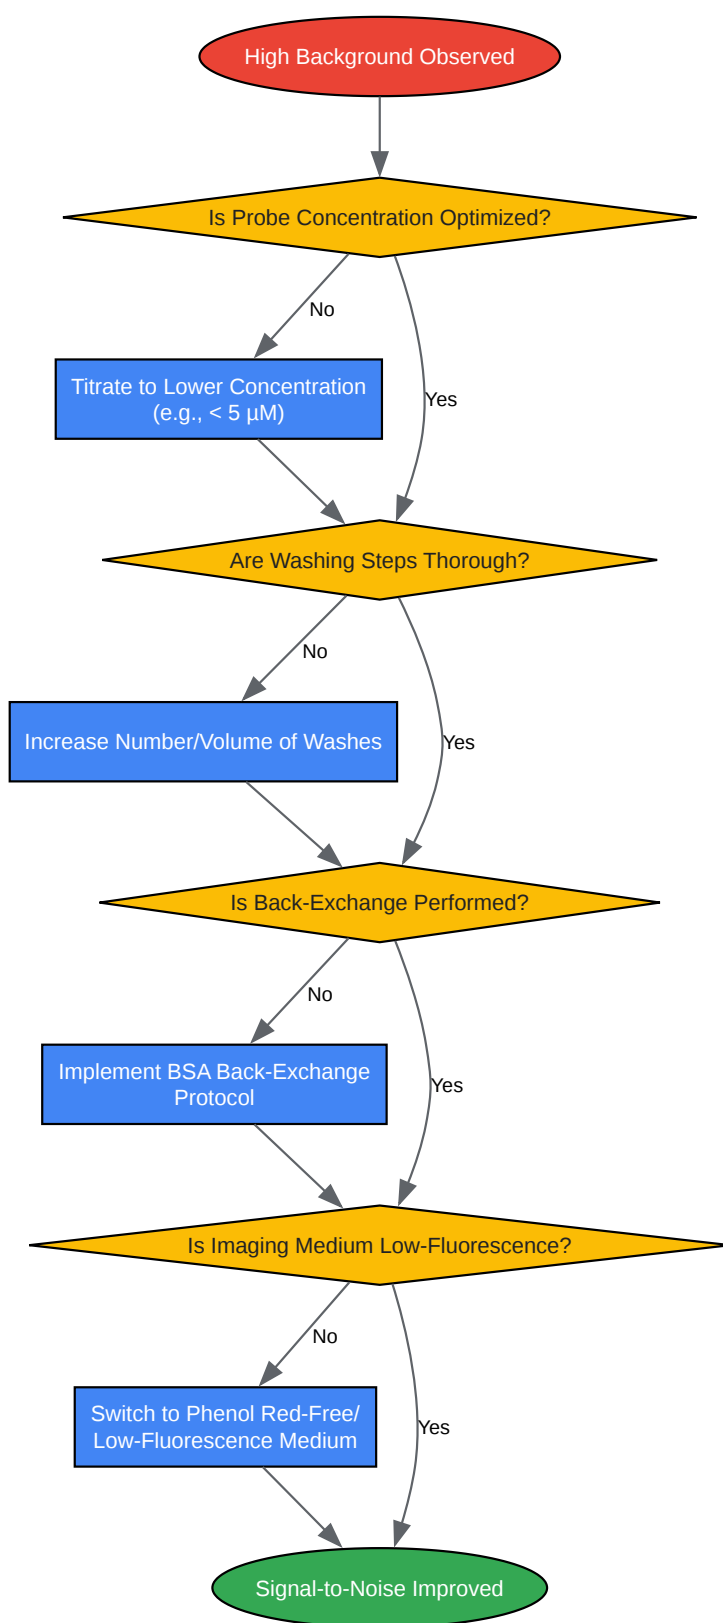 High Background Observed
Is Probe Concentration Optimized?
No
Titrate to Lower Concentration
(e.g., < 5 µM)
Yes
Are Washing Steps Thorough?
No
Increase Number/Volume of Washes
Yes
Is Back-Exchange Performed?
No
Implement BSA Back-Exchange
Protocol
Yes
Is Imaging Medium Low-Fluorescence?
No
Switch to Phenol Red-Free/
Low-Fluorescence Medium
Yes
Signal-to-Noise Improved